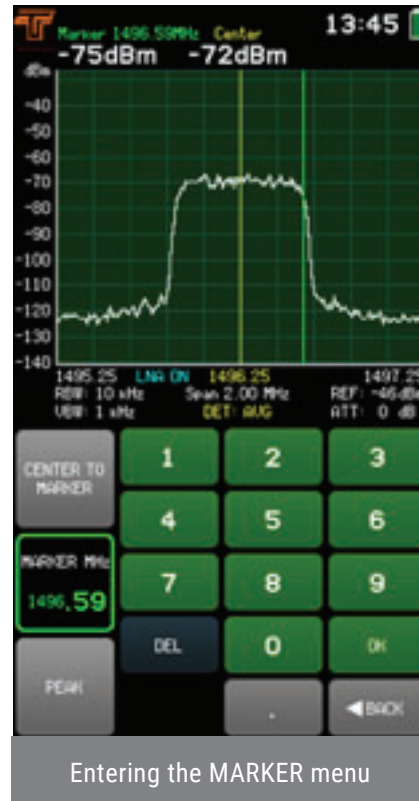 Marker 1496.59MHz Center 13:45
-75dBm -72dBm
dBm
-40
-50
-60
-70
-80
-90
-100
-110
-120
-130
-140
1495.25 LNA ON 1496.25 1497.25
RBW: 10 kHz Span 2.00 MHz REF: -46dBm
VBW: 1 kHz DET: AVG ATT: 0 dB
CENTER TO
MARKER
1 2 3
4 5 6
MARKER MHz
1496.59
7 8 9
DEL 0 OK
PEAK
. ◀BACK
Entering the MARKER menu